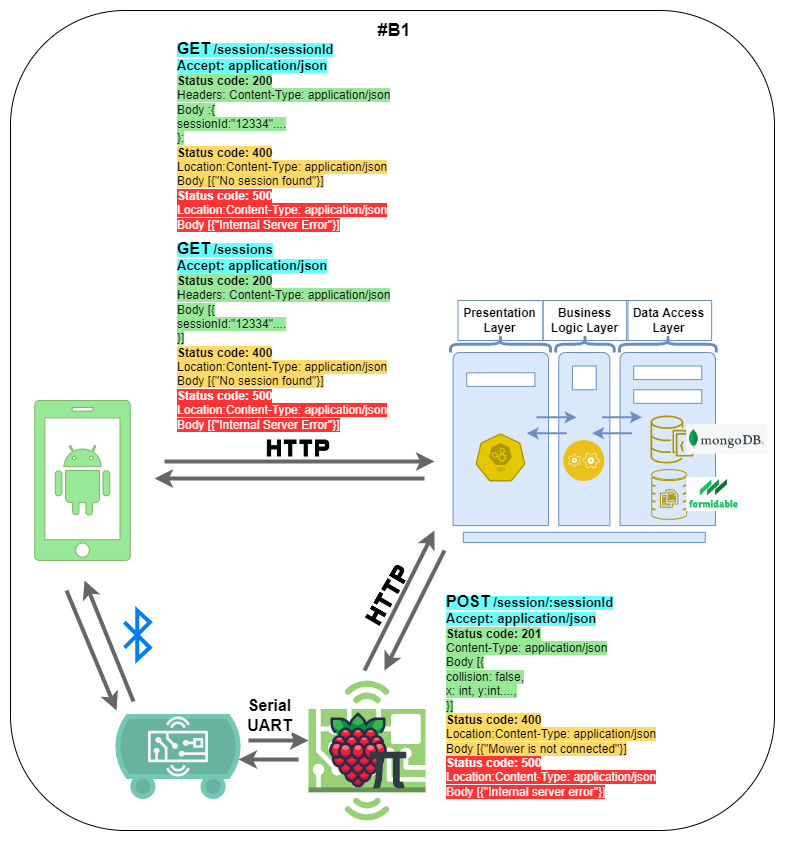 #B1
GET /session/:sessionId
Accept: application/json
Status code: 200
Headers: Content-Type: application/json
Body :{
sessionId:"12334"....
};
Status code: 400
Location:Content-Type: application/json
Body [{"No session found"}]
Status code: 500
Location:Content-Type: application/json
Body [{"Internal Server Error"}]
GET /sessions
Accept: application/json
Status code: 200
Headers: Content-Type: application/json
Body [{
sessionId:"12334"....
}]
Status code: 400
Location:Content-Type: application/json
Body [{"No session found"}]
Status code: 500
Location:Content-Type: application/json
Body [{"Internal Server Error"}]
HTTP
Presentation
Layer
Business
Logic Layer
Data Access
Layer
mongoDB.
formidable
HTTP
POST /session/:sessionId
Accept: application/json
Status code: 201
Content-Type: application/json
Body [{
collision: false,
x: int, y:int....,
}]
Status code: 400
Location:Content-Type: application/json
Body [{"Mower is not connected"}]
Status code: 500
Location:Content-Type: application/json
Body [{"Internal server error"}]
Serial
UART
π